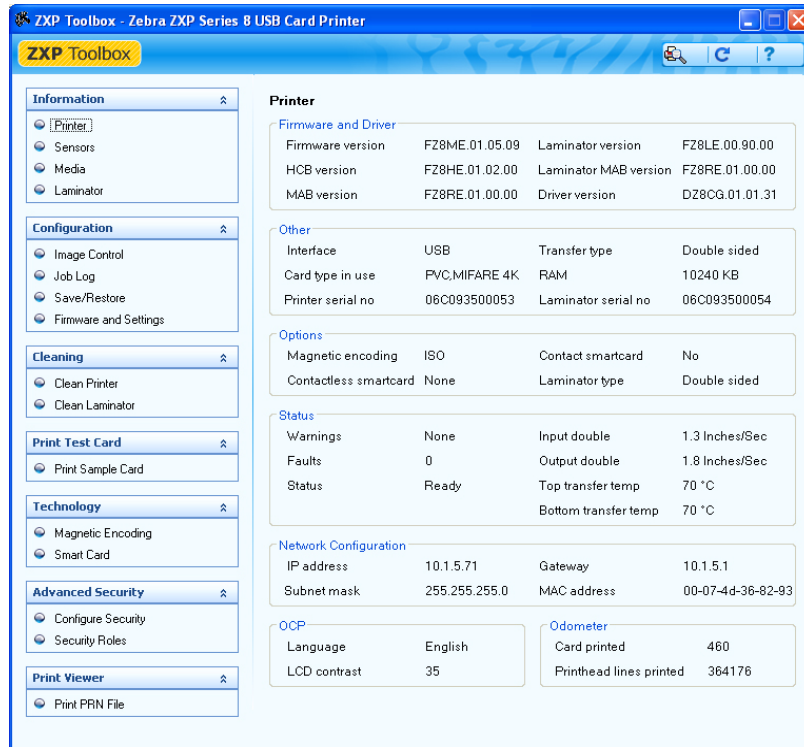 ZXP Toolbox - Zebra ZXP Series 8 USB Card Printer
ZXP Toolbox
?
Information
Printer
Sensors
Media
Laminator
Configuration
Image Control
Job Log
Save/Restore
Firmware and Settings
Cleaning
Clean Printer
Clean Laminator
Print Test Card
Print Sample Card
Technology
Magnetic Encoding
Smart Card
Advanced Security
Configure Security
Security Roles
Print Viewer
Print PRN File
Printer
Firmware and Driver
Firmware version FZ8ME.01.05.09 Laminator version FZ8LE.00.90.00
HCB version FZ8HE.01.02.00 Laminator MAB version FZ8RE.01.00.00
MAB version FZ8RE.01.00.00 Driver version DZ8CG.01.01.31
Other
Interface USB Transfer type Double sided
Card type in use PVC,MIFARE 4K RAM 10240 KB
Printer serial no 06C093500053 Laminator serial no 06C093500054
Options
Magnetic encoding ISO Contact smartcard No
Contactless smartcard None Laminator type Double sided
Status
Warnings None Input double 1.3 Inches/Sec
Faults 0 Output double 1.8 Inches/Sec
Status Ready Top transfer temp 70 °C
Bottom transfer temp 70 °C
Network Configuration
IP address 10.1.5.71 Gateway 10.1.5.1
Subnet mask 255.255.255.0 MAC address 00-07-4d-36-82-93
OCP
Language English
LCD contrast 35
Odometer
Card printed 460
Printhead lines printed 364176